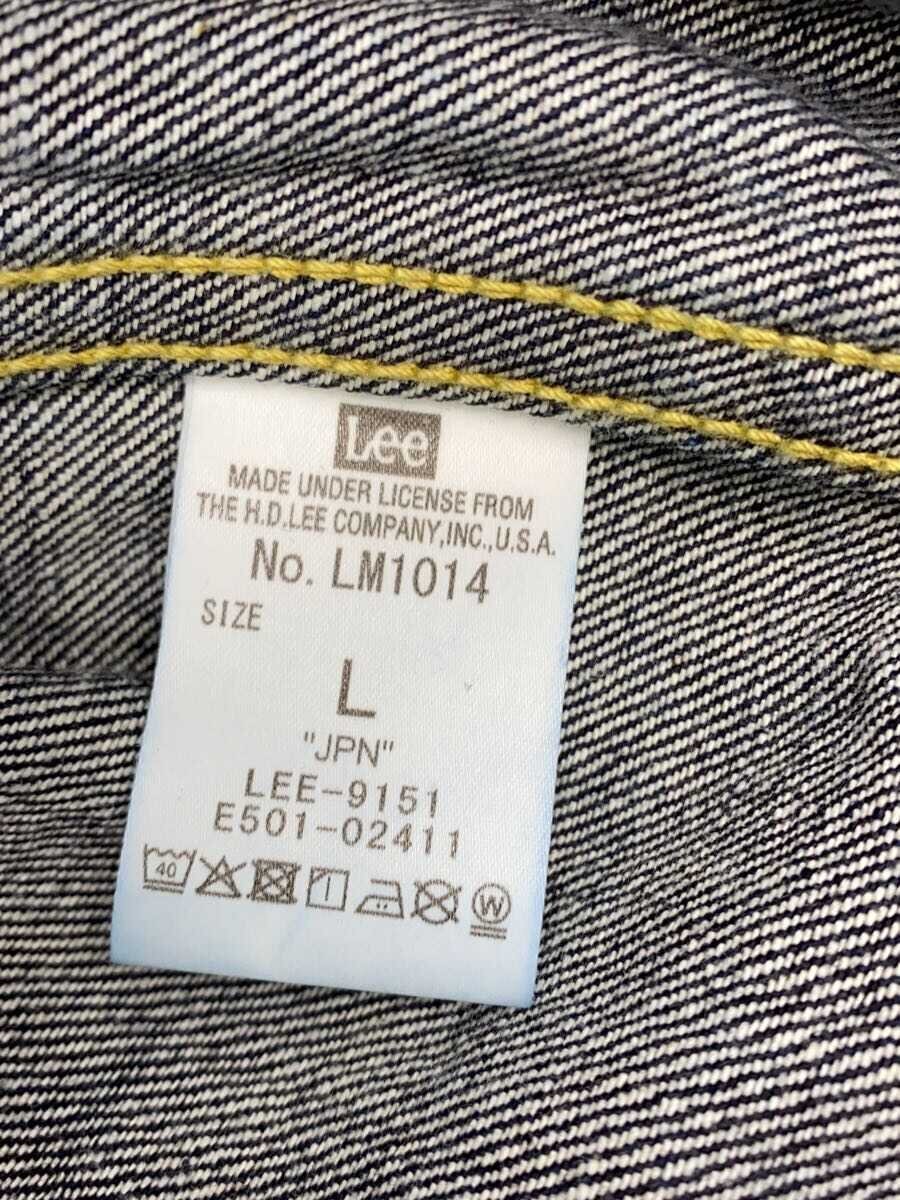 Lee
MADE UNDER LICENSE FROM
THE H.D.LEE COMPANY,INC.,U.S.A.
No. LM1014
SIZE
L
"JPN"
LEE-9151
E501-02411
40
W